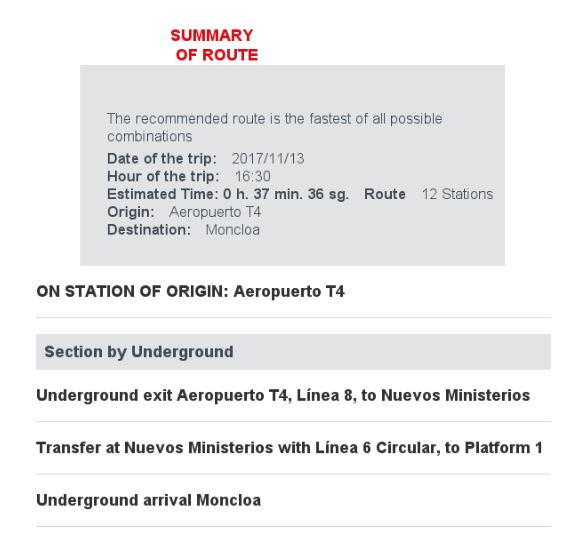 SUMMARY
OF ROUTE
The recommended route is the fastest of all possible
combinations
Date of the trip: 2017/11/13
Hour of the trip: 16:30
Estimated Time: 0 h. 37 min. 36 sg. Route 12 Stations
Origin: Aeropuerto T4
Destination: Moncloa
ON STATION OF ORIGIN: Aeropuerto T4
Section by Underground
Underground exit Aeropuerto T4, Línea 8, to Nuevos Ministerios
Transfer at Nuevos Ministerios with Línea 6 Circular, to Platform 1
Underground arrival Moncloa